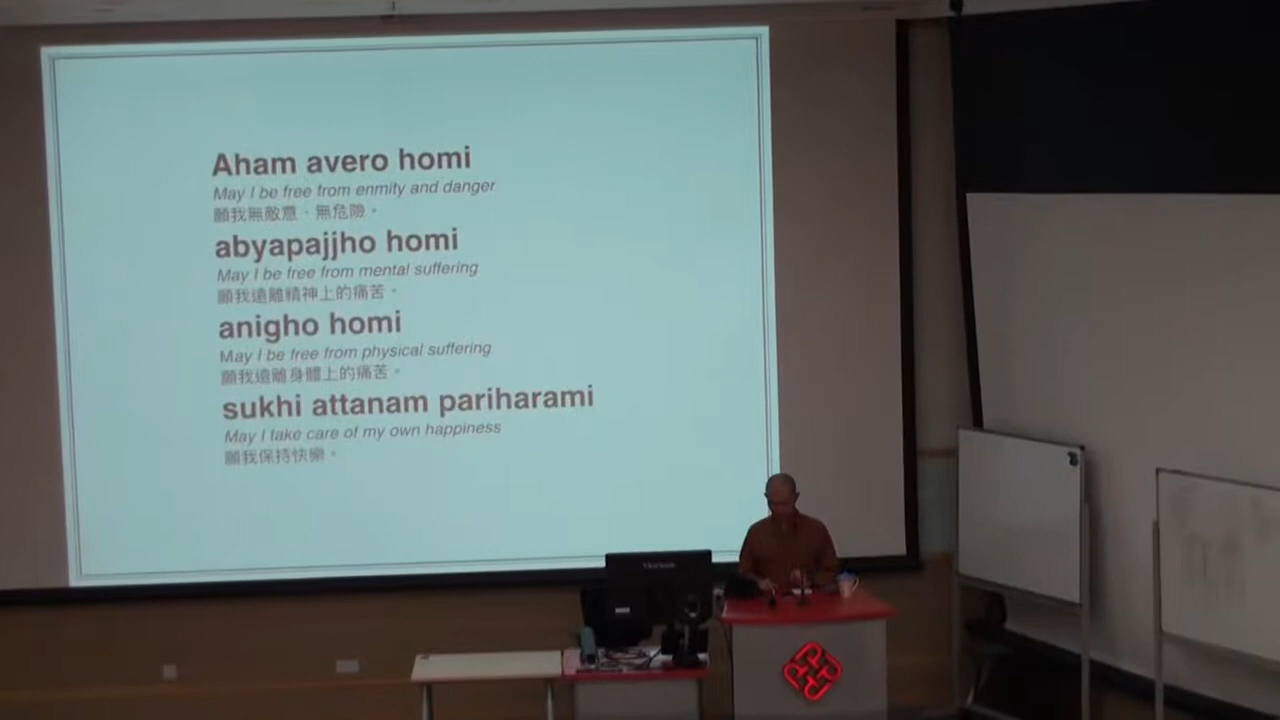 Aham avero homi
May I be free from enmity and danger
願我無敵意、無危險。
abyapajjho homi
May I be free from mental suffering
願我遠離精神上的痛苦。
anigho homi
May I be free from physical suffering
願我遠離身體上的痛苦。
sukhi attanam pariharami
May I take care of my own happiness
願我保持快樂。
ViewSonic